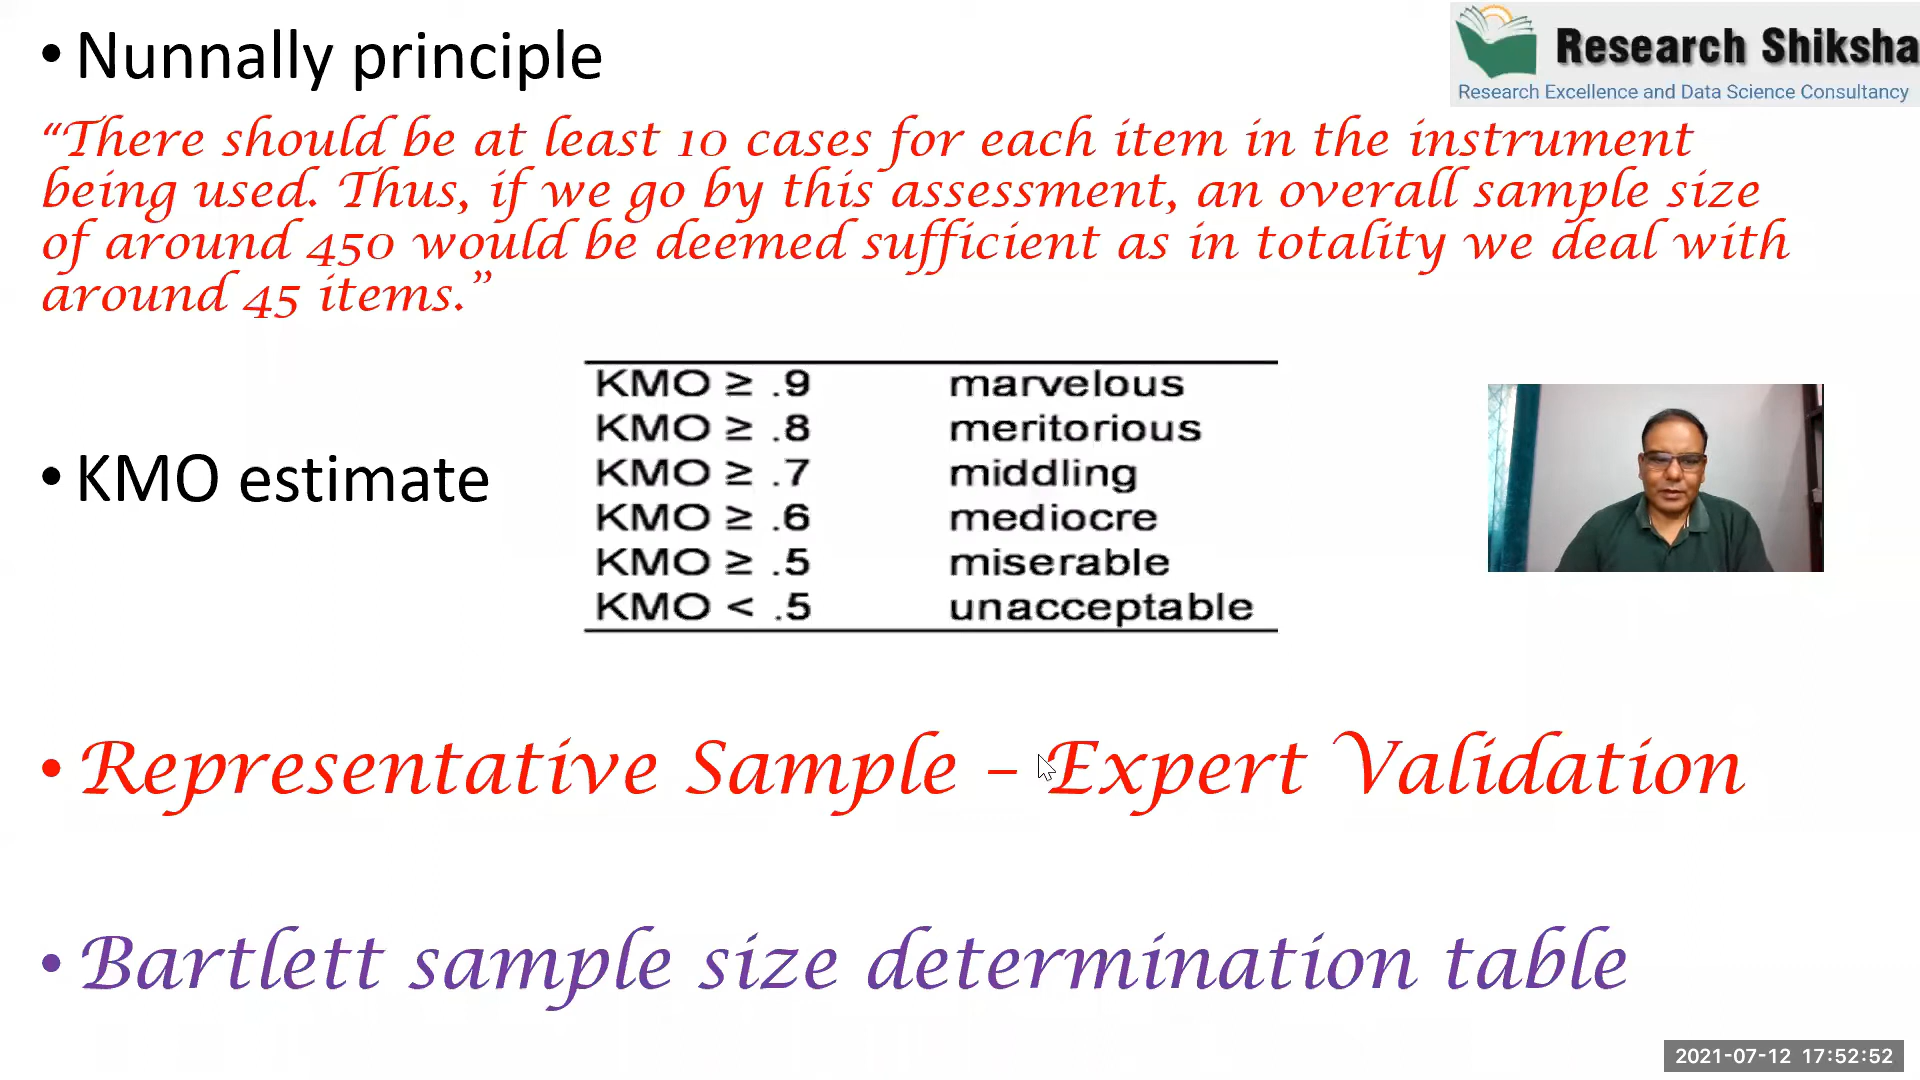 • Nunnally principle
Research Shiksha
Research Excellence and Data Science Consultancy
“There should be at least 10 cases for each item in the instrument
being used. Thus, if we go by this assessment, an overall sample size
of around 450 would be deemed sufficient as in totality we deal with
around 45 items.”
• KMO estimate
KMO ≥ .9 marvelous
KMO ≥ .8 meritorious
KMO ≥ .7 middling
KMO ≥ .6 mediocre
KMO ≥ .5 miserable
KMO < .5 unacceptable
• Representative Sample – Expert Validation
• Bartlett sample size determination table
2021-07-12 17:52:52